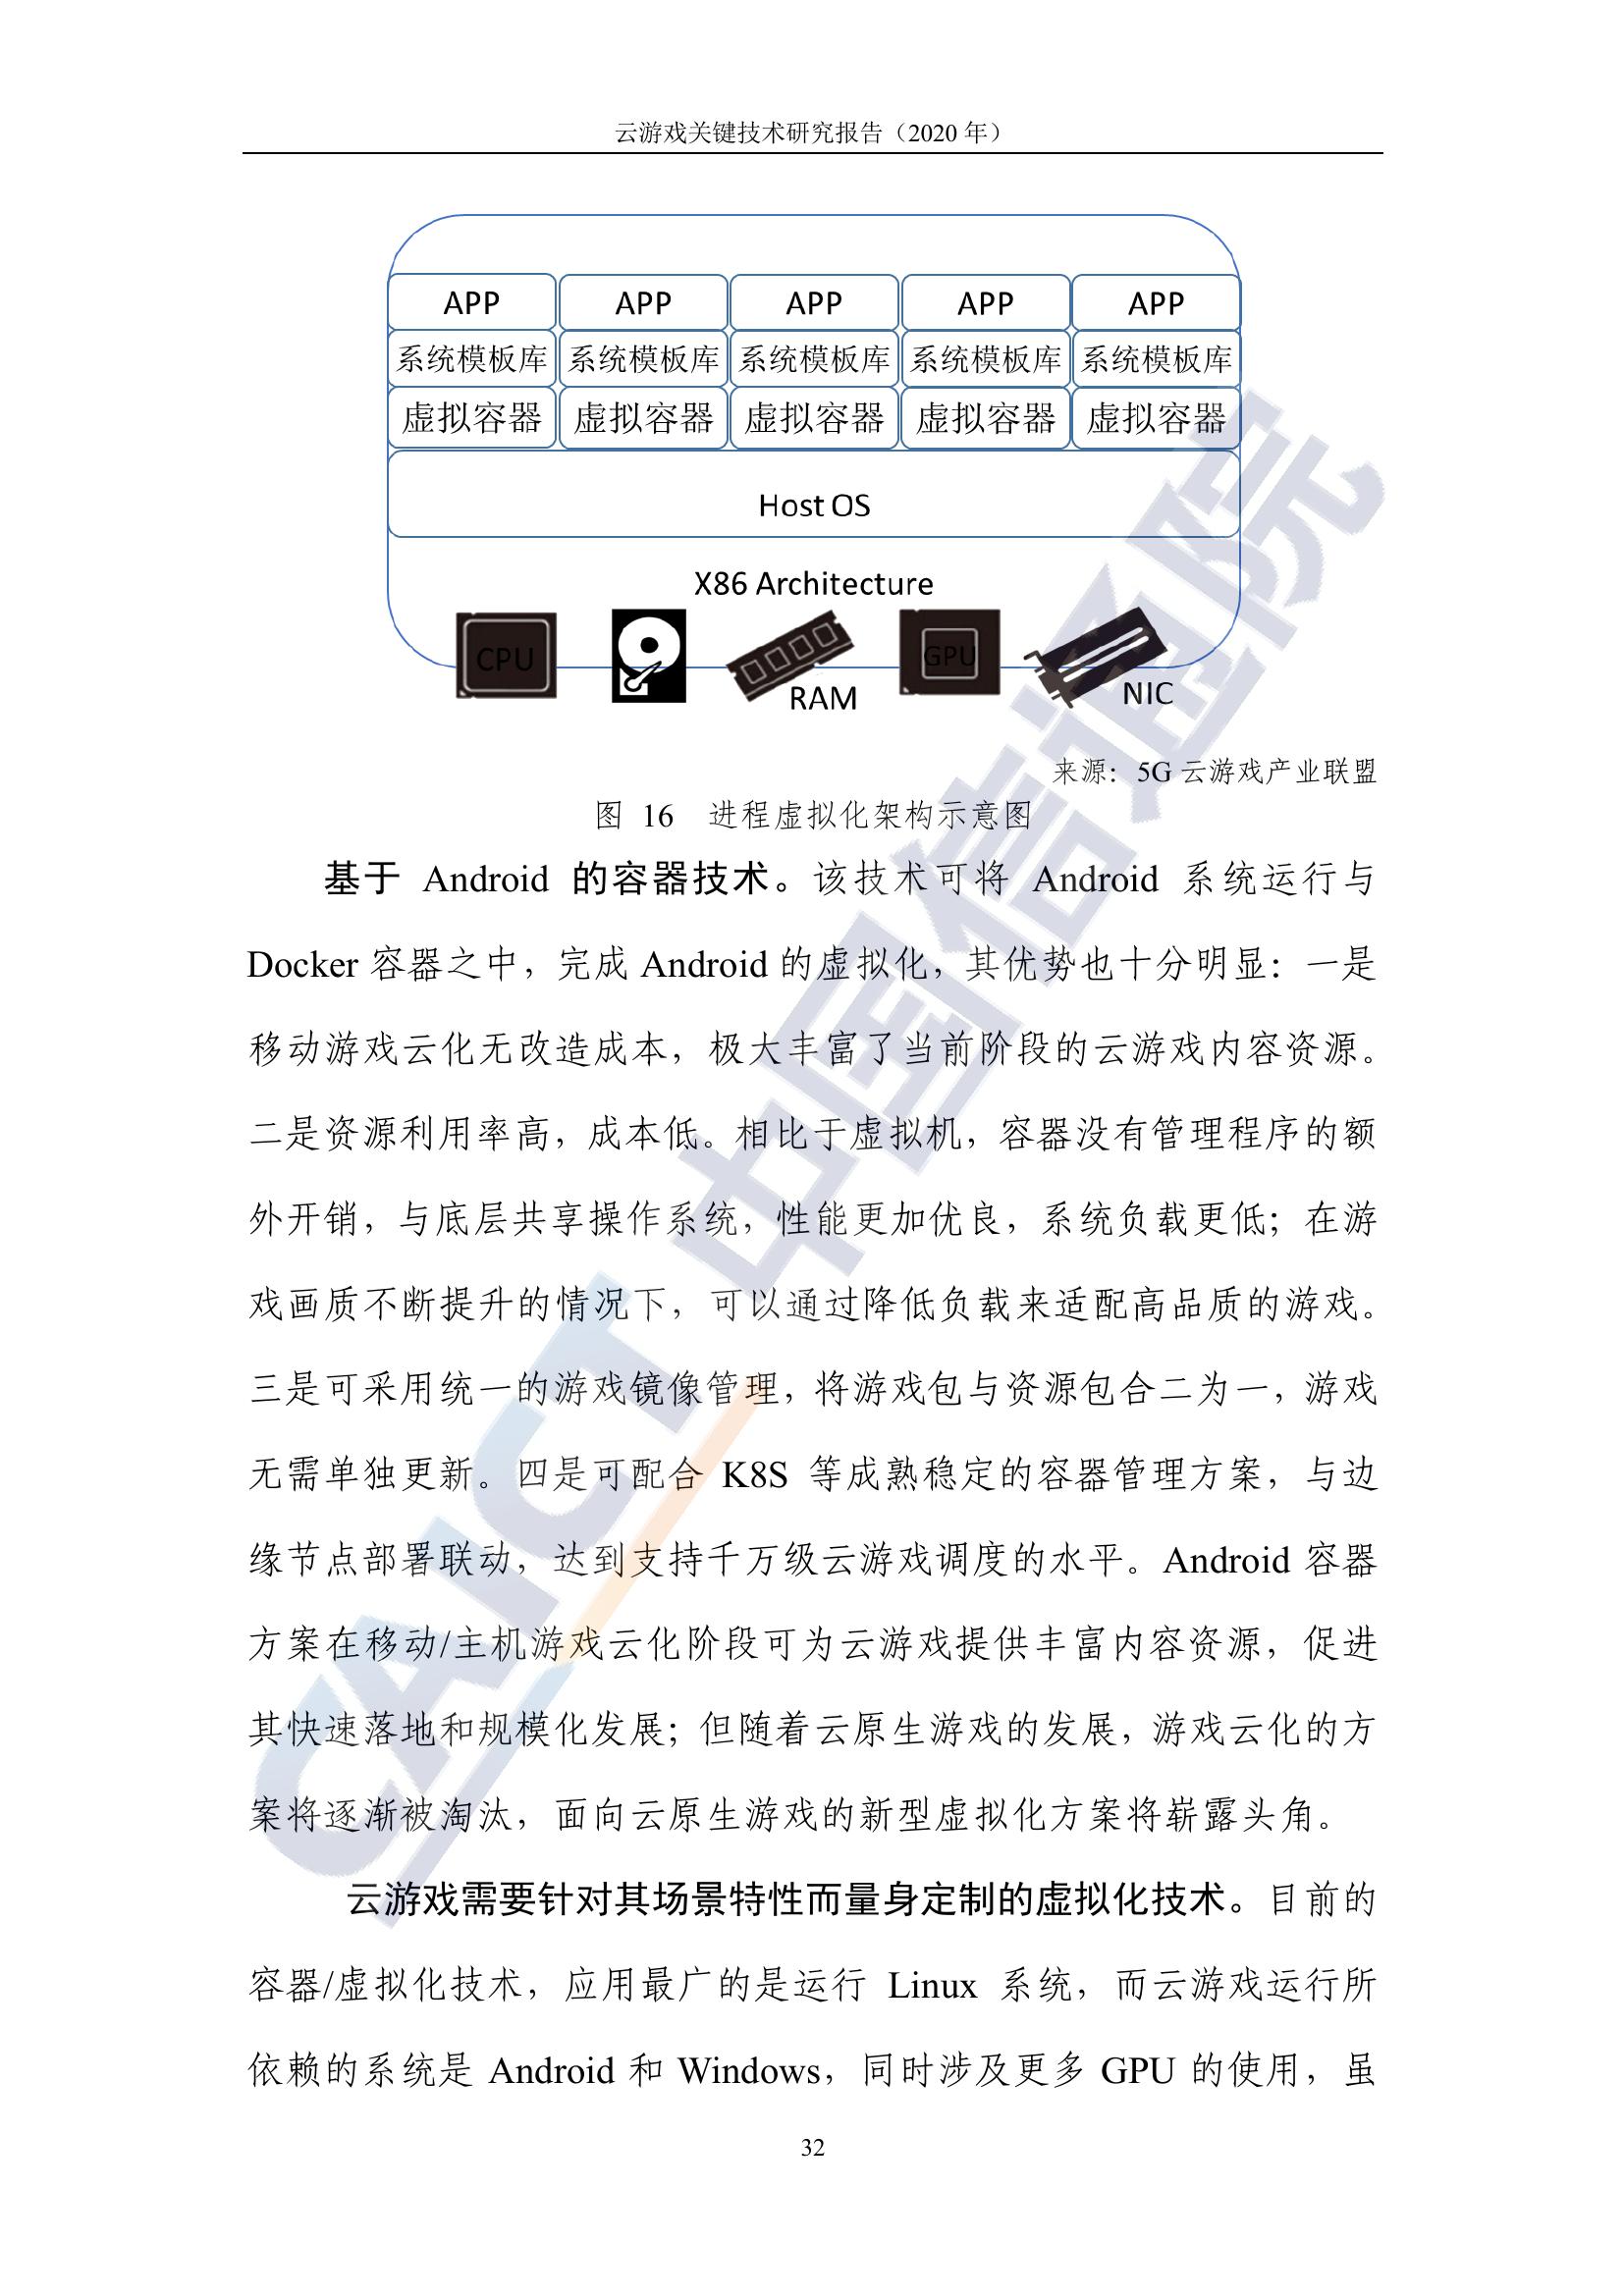 云游戏关键技术研究报告（2020 年）
APP APP APP APP APP
系统模板库 系统模板库 系统模板库 系统模板库 系统模板库
虚拟容器 虚拟容器 虚拟容器 虚拟容器 虚拟容器
Host OS
X86 Architecture
CPU GPU
RAM NIC
来源： 5G 云游戏产业联盟
图 16 进程虚拟化架构示意图
基于 Android 的容器技术。该技术可将 Android 系统运行与
Docker 容器之中，完成 Android 的虚拟化，其优势也十分明显：一是
移动游戏云化无改造成本，极大丰富了当前阶段的云游戏内容资源。
二是资源利用率高，成本低。相比于虚拟机，容器没有管理程序的额
外开销，与底层共享操作系统，性能更加优良，系统负载更低；在游
戏画质不断提升的情况下，可以通过降低负载来适配高品质的游戏。
三是可采用统一的游戏镜像管理，将游戏包与资源包合二为一，游戏
无需单独更新。四是可配合 K8S 等成熟稳定的容器管理方案，与边
缘节点部署联动，达到支持千万级云游戏调度的水平。Android 容器
方案在移动/主机游戏云化阶段可为云游戏提供丰富内容资源，促进
其快速落地和规模化发展；但随着云原生游戏的发展，游戏云化的方
案将逐渐被淘汰，面向云原生游戏的新型虚拟化方案将崭露头角。
云游戏需要针对其场景特性而量身定制的虚拟化技术。目前的
容器/虚拟化技术，应用最广的是运行 Linux 系统，而云游戏运行所
依赖的系统是 Android 和 Windows，同时涉及更多 GPU 的使用，虽
32
CAICT 中国信通院